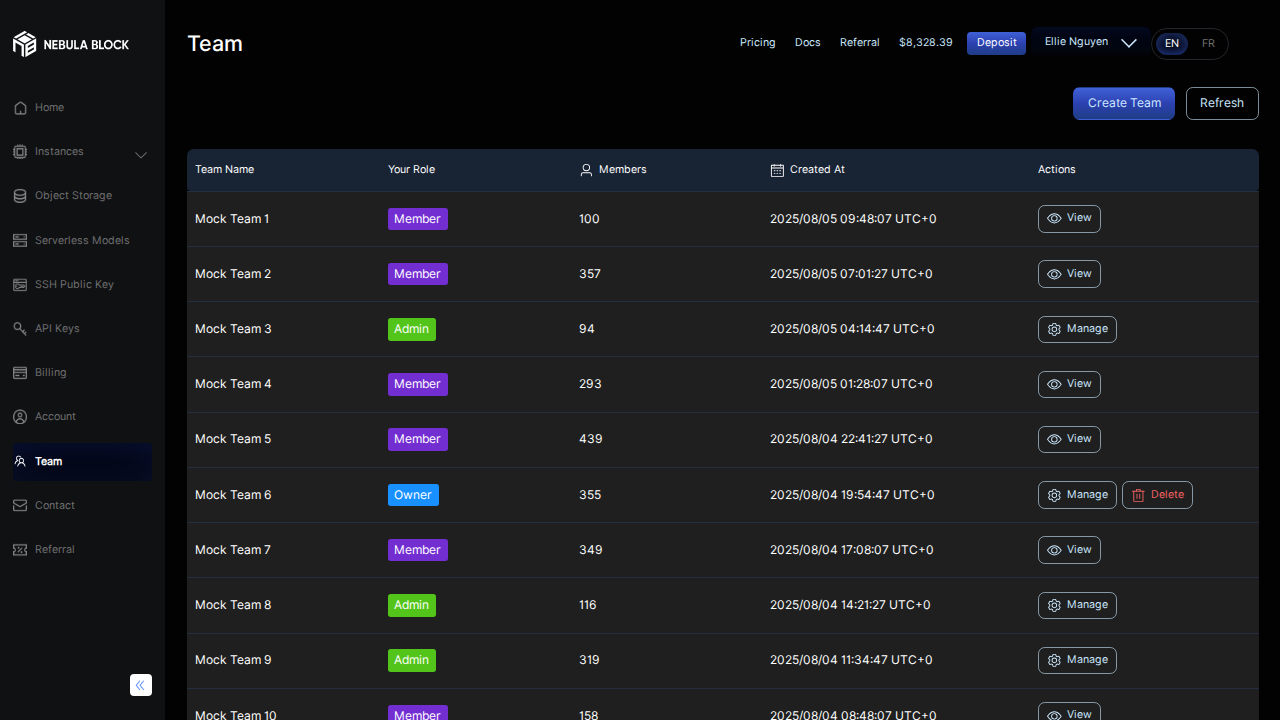 NEBULA BLOCK
Home
Instances
Object Storage
Serverless Models
SSH Public Key
API Keys
Billing
Account
Team
Contact
Referral
Team
Pricing Docs Referral $8,328.39 Deposit Ellie Nguyen EN FR
Create Team Refresh
Team Name Your Role Members Created At Actions
Mock Team 1 Member 100 2025/08/05 09:48:07 UTC+0 View
Mock Team 2 Member 357 2025/08/05 07:01:27 UTC+0 View
Mock Team 3 Admin 94 2025/08/05 04:14:47 UTC+0 Manage
Mock Team 4 Member 293 2025/08/05 01:28:07 UTC+0 View
Mock Team 5 Member 439 2025/08/04 22:41:27 UTC+0 View
Mock Team 6 Owner 355 2025/08/04 19:54:47 UTC+0 Manage Delete
Mock Team 7 Member 349 2025/08/04 17:08:07 UTC+0 View
Mock Team 8 Admin 116 2025/08/04 14:21:27 UTC+0 Manage
Mock Team 9 Admin 319 2025/08/04 11:34:47 UTC+0 Manage
Mock Team 10 Member 158 2025/08/04 08:48:07 UTC+0 View